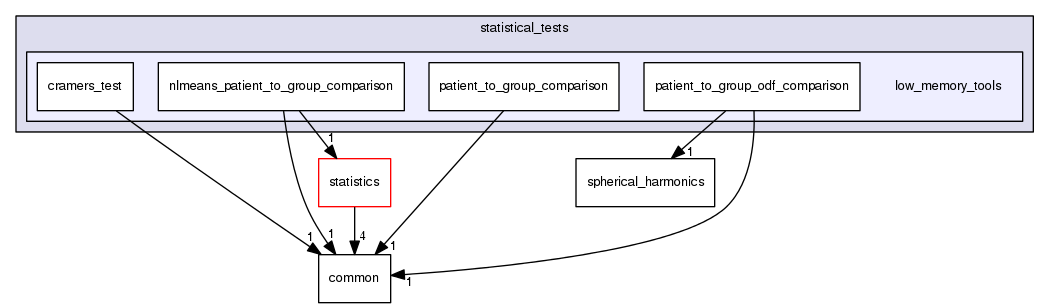 statistical_tests
cramers_test
nlmeans_patient_to_group_comparison
patient_to_group_comparison
patient_to_group_odf_comparison
low_memory_tools
1
1
statistics
spherical_harmonics
1
1
4
1
common
1